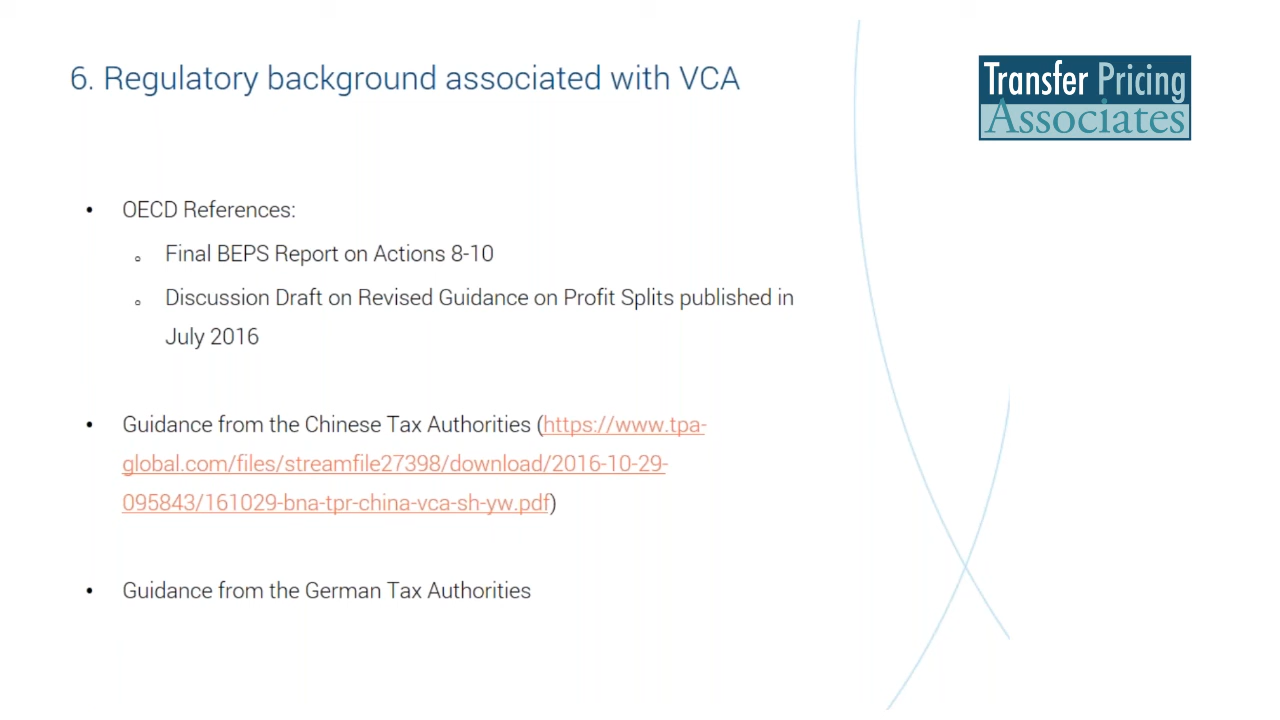 6. Regulatory background associated with VCA
Transfer Pricing
Associates
• OECD References:
o Final BEPS Report on Actions 8-10
o Discussion Draft on Revised Guidance on Profit Splits published in
July 2016
• Guidance from the Chinese Tax Authorities (https://www.tpa-
global.com/files/streamfile27398/download/2016-10-29-
095843/161029-bna-tpr-china-vca-sh-yw.pdf)
• Guidance from the German Tax Authorities